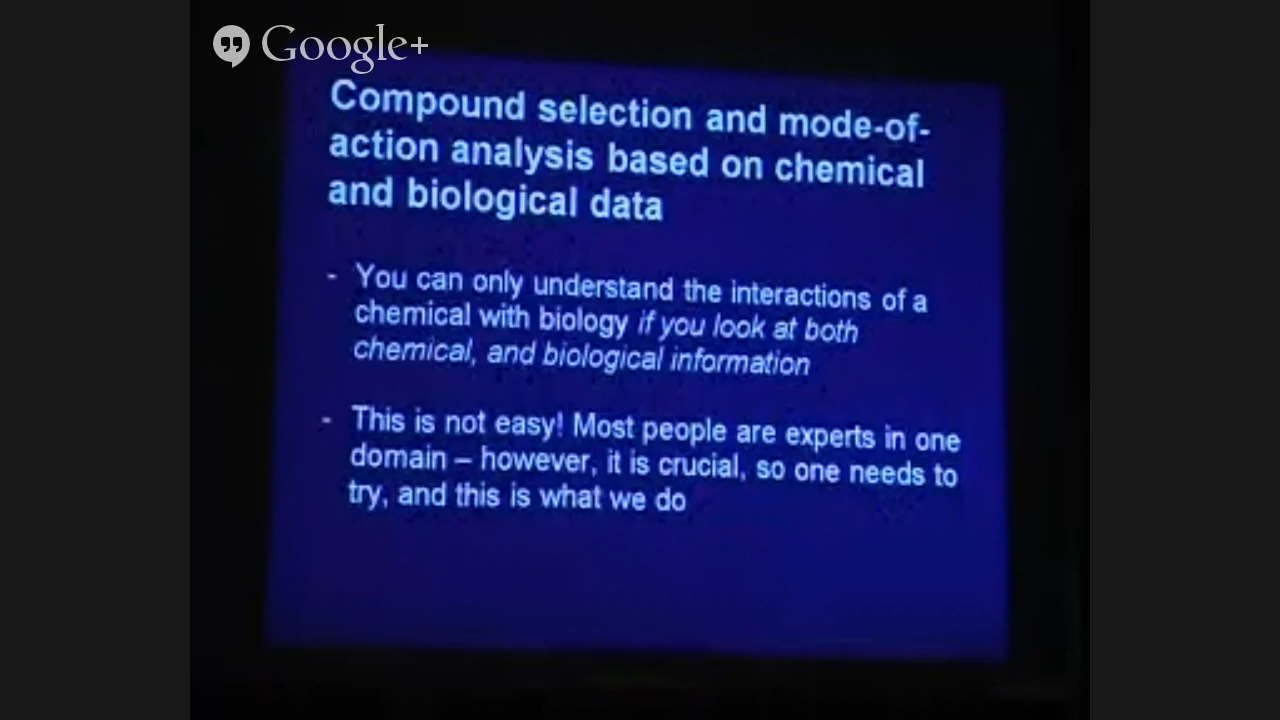 Google+
Compound selection and mode-of-
action analysis based on chemical
and biological data
- You can only understand the interactions of a
chemical with biology if you look at both
chemical, and biological information
- This is not easy! Most people are experts in one
domain – however, it is crucial, so one needs to
try, and this is what we do